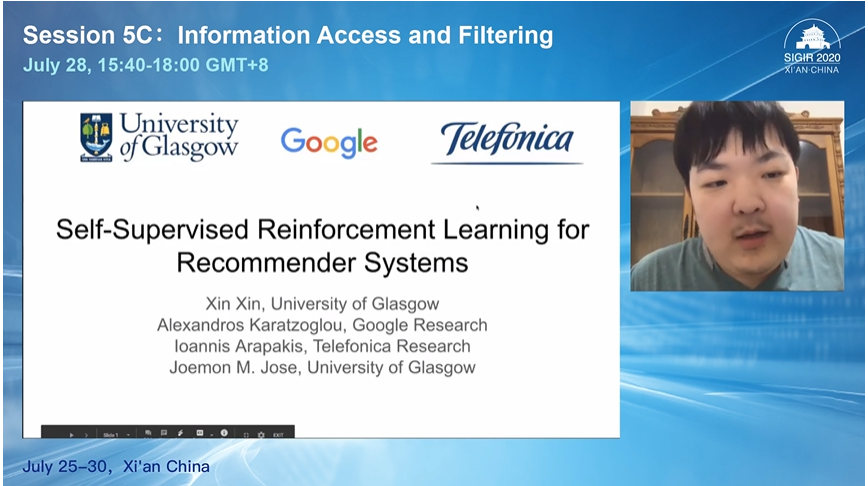 Session 5C: Information Access and Filtering
July 28, 15:40-18:00 GMT+8
SIGIR 2020
XI'AN·CHINA
University
of Glasgow
Google
Telefónica
Self-Supervised Reinforcement Learning for
Recommender Systems
Xin Xin, University of Glasgow
Alexandros Karatzoglou, Google Research
Ioannis Arapakis, Telefonica Research
Joemon M. Jose, University of Glasgow
Slide 1
EXIT
July 25-30, Xi'an China